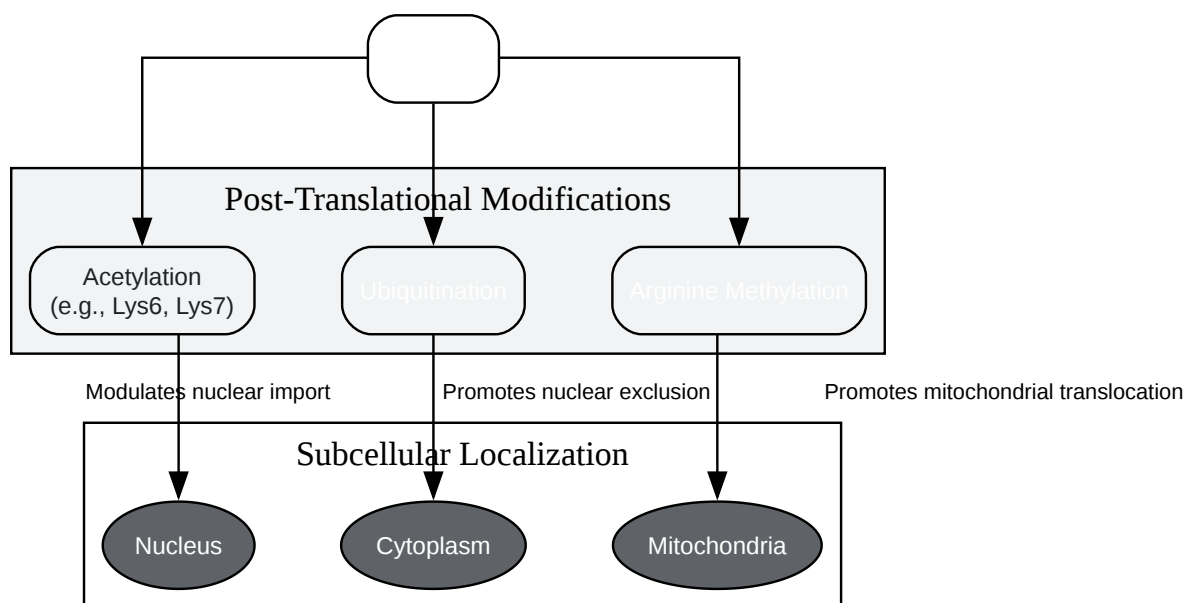 Post-Translational Modifications
Acetylation
(e.g., Lys6, Lys7)
Ubiquitination
Arginine Methylation
Modulates nuclear import
Promotes nuclear exclusion
Promotes mitochondrial translocation
Subcellular Localization
Nucleus
Cytoplasm
Mitochondria